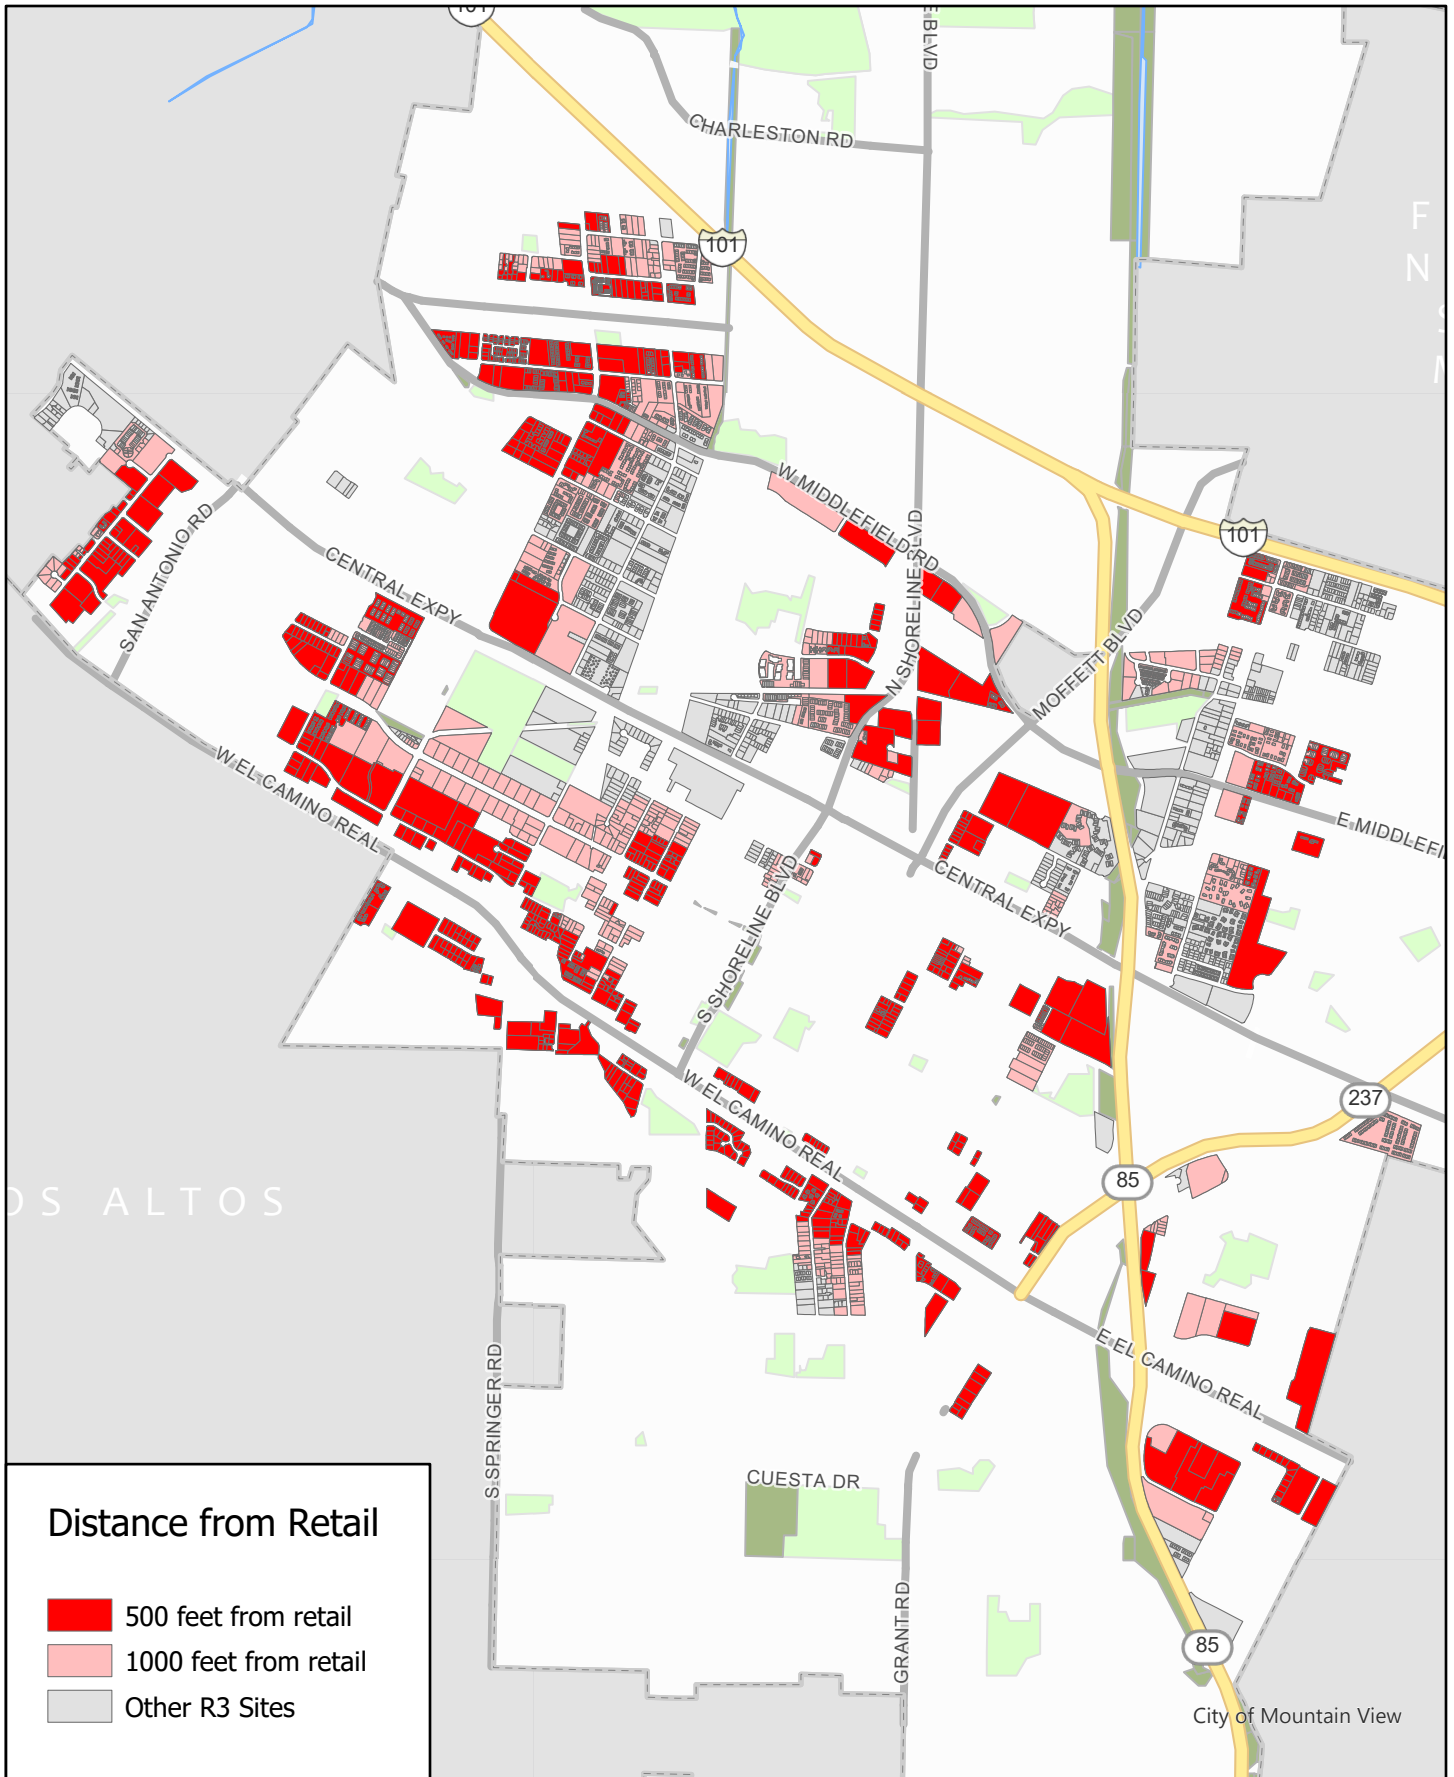 101
E BLVD
CHARLESTON RD
F
N
101
S
M
W MIDDLEFIELD RD
SAN ANTONIO RD
CENTRAL EXPY
N SHORELINE BLVD
101
MOFFETT BLVD
W EL CAMINO REAL
E MIDDLEFI
S SHORELINE BLVD
CENTRAL EXPY
W EL CAMINO REAL
237
85
OS ALTOS
E EL CAMINO REAL
S SPRINGER RD
CUESTA DR
GRANT RD
85
City of Mountain View
Distance from Retail
500 feet from retail
1000 feet from retail
Other R3 Sites